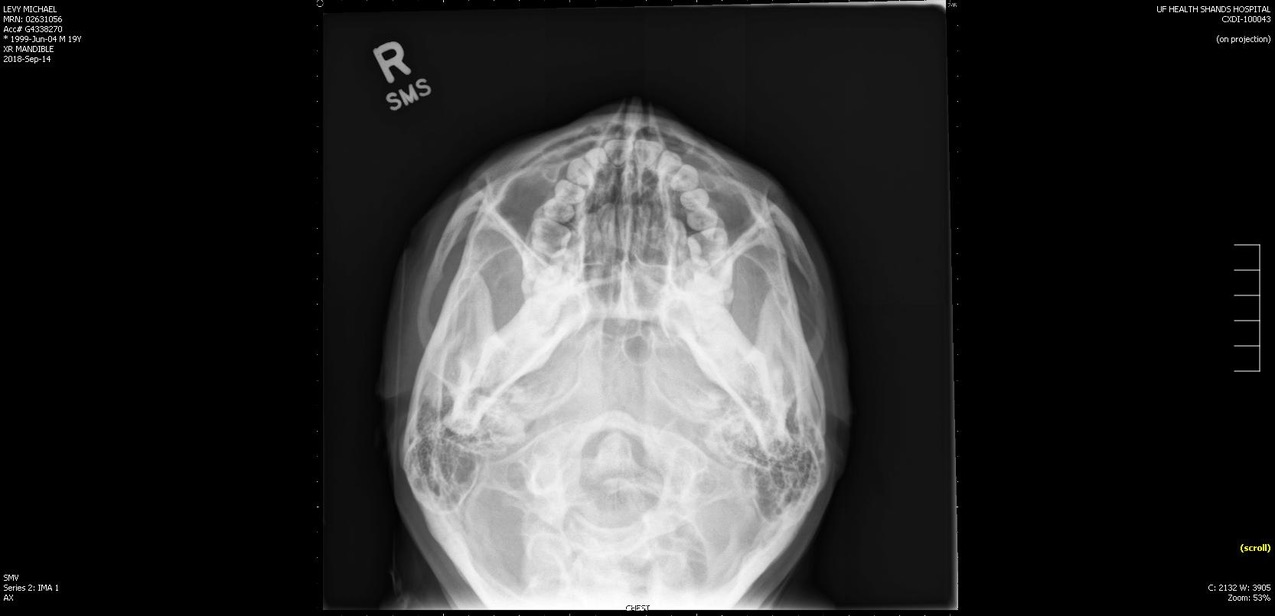 LEVY MICHAEL
MRN: 02631056
Acc# G4338270
* 1999-Jun-04 M 19Y
XR MANDIBLE
2018-Sep-14
UF HEALTH SHANDS HOSPITAL
CXDI-100043
(on projection)
R
SMS
(scroll)
SMV
Series 2: IMA 1
AX
CHEST
C: 2132 W: 3905
Zoom: 53%